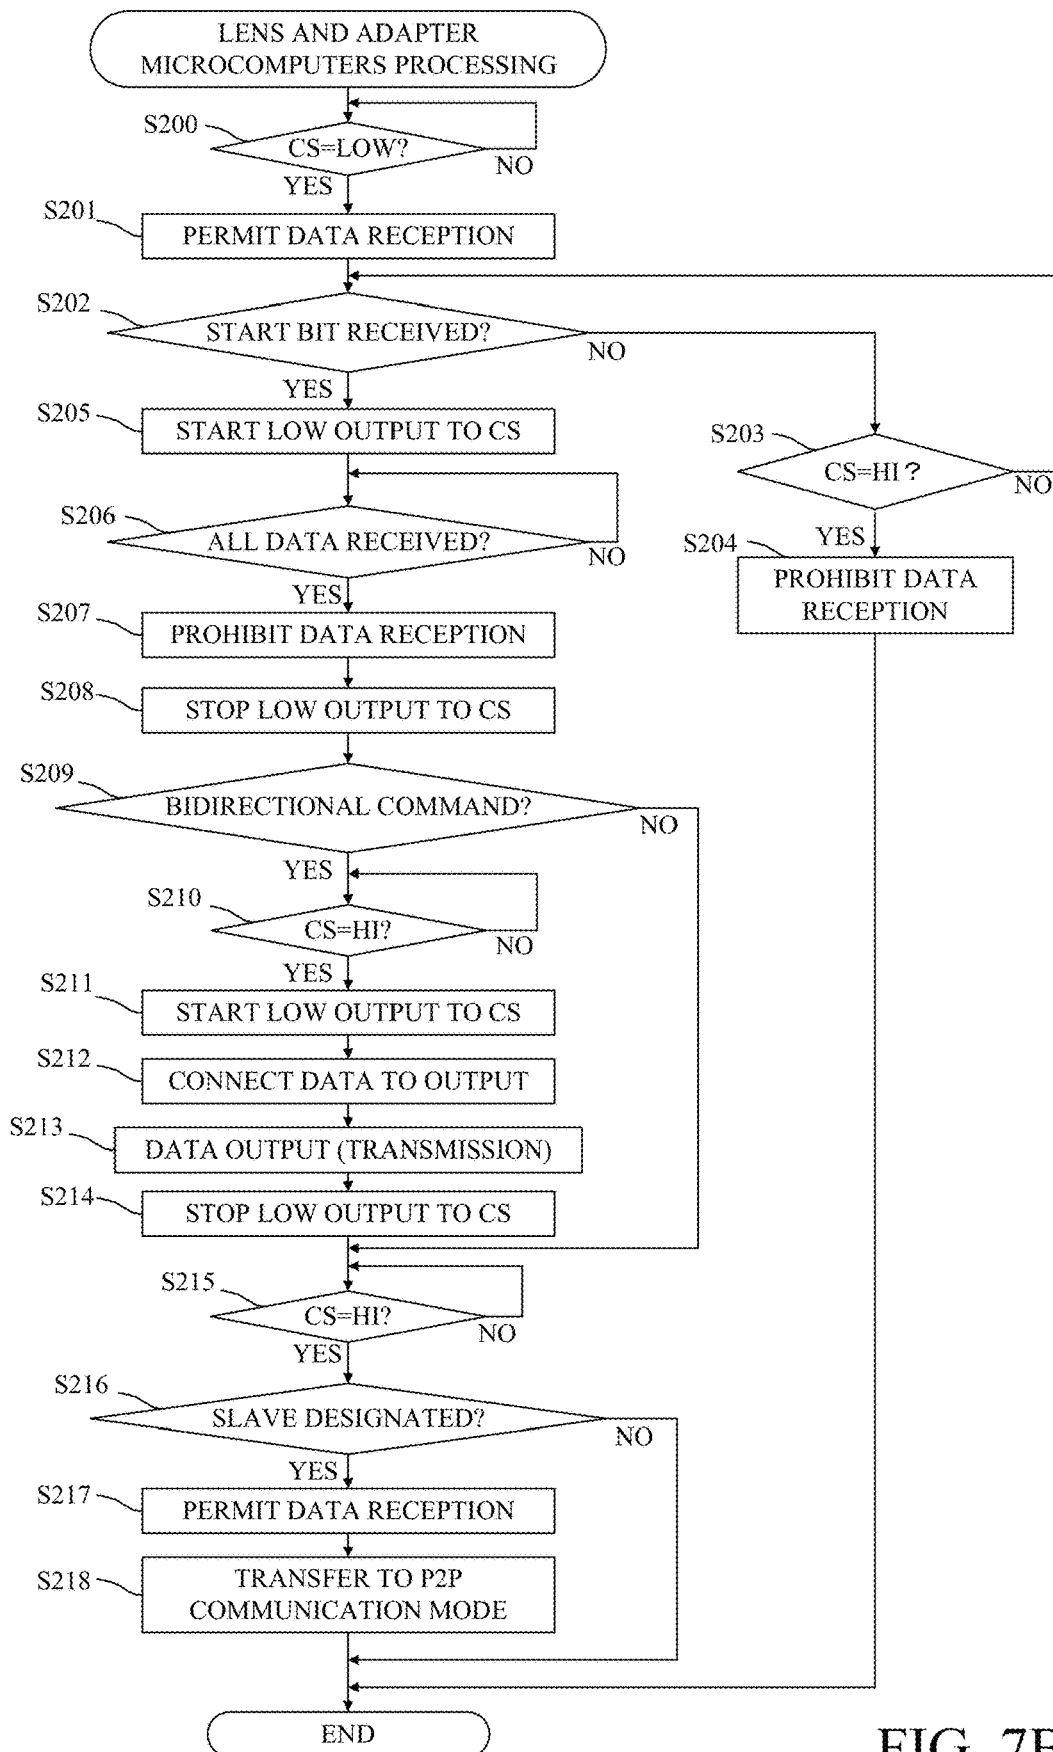 LENS AND ADAPTER
MICROCOMPUTERS PROCESSING
S200
CS=LOW?
NO
YES
S201
PERMIT DATA RECEPTION
S202
START BIT RECEIVED?
NO
YES
S205
START LOW OUTPUT TO CS
S203
CS=HI?
NO
YES
S204
PROHIBIT DATA
RECEPTION
S206
ALL DATA RECEIVED?
NO
YES
S207
PROHIBIT DATA RECEPTION
S208
STOP LOW OUTPUT TO CS
S209
BIDIRECTIONAL COMMAND?
NO
YES
S210
CS=HI?
NO
YES
S211
START LOW OUTPUT TO CS
S212
CONNECT DATA TO OUTPUT
S213
DATA OUTPUT (TRANSMISSION)
S214
STOP LOW OUTPUT TO CS
S215
CS=HI?
NO
YES
S216
SLAVE DESIGNATED?
NO
YES
S217
PERMIT DATA RECEPTION
S218
TRANSFER TO P2P
COMMUNICATION MODE
END
FIG. 7B